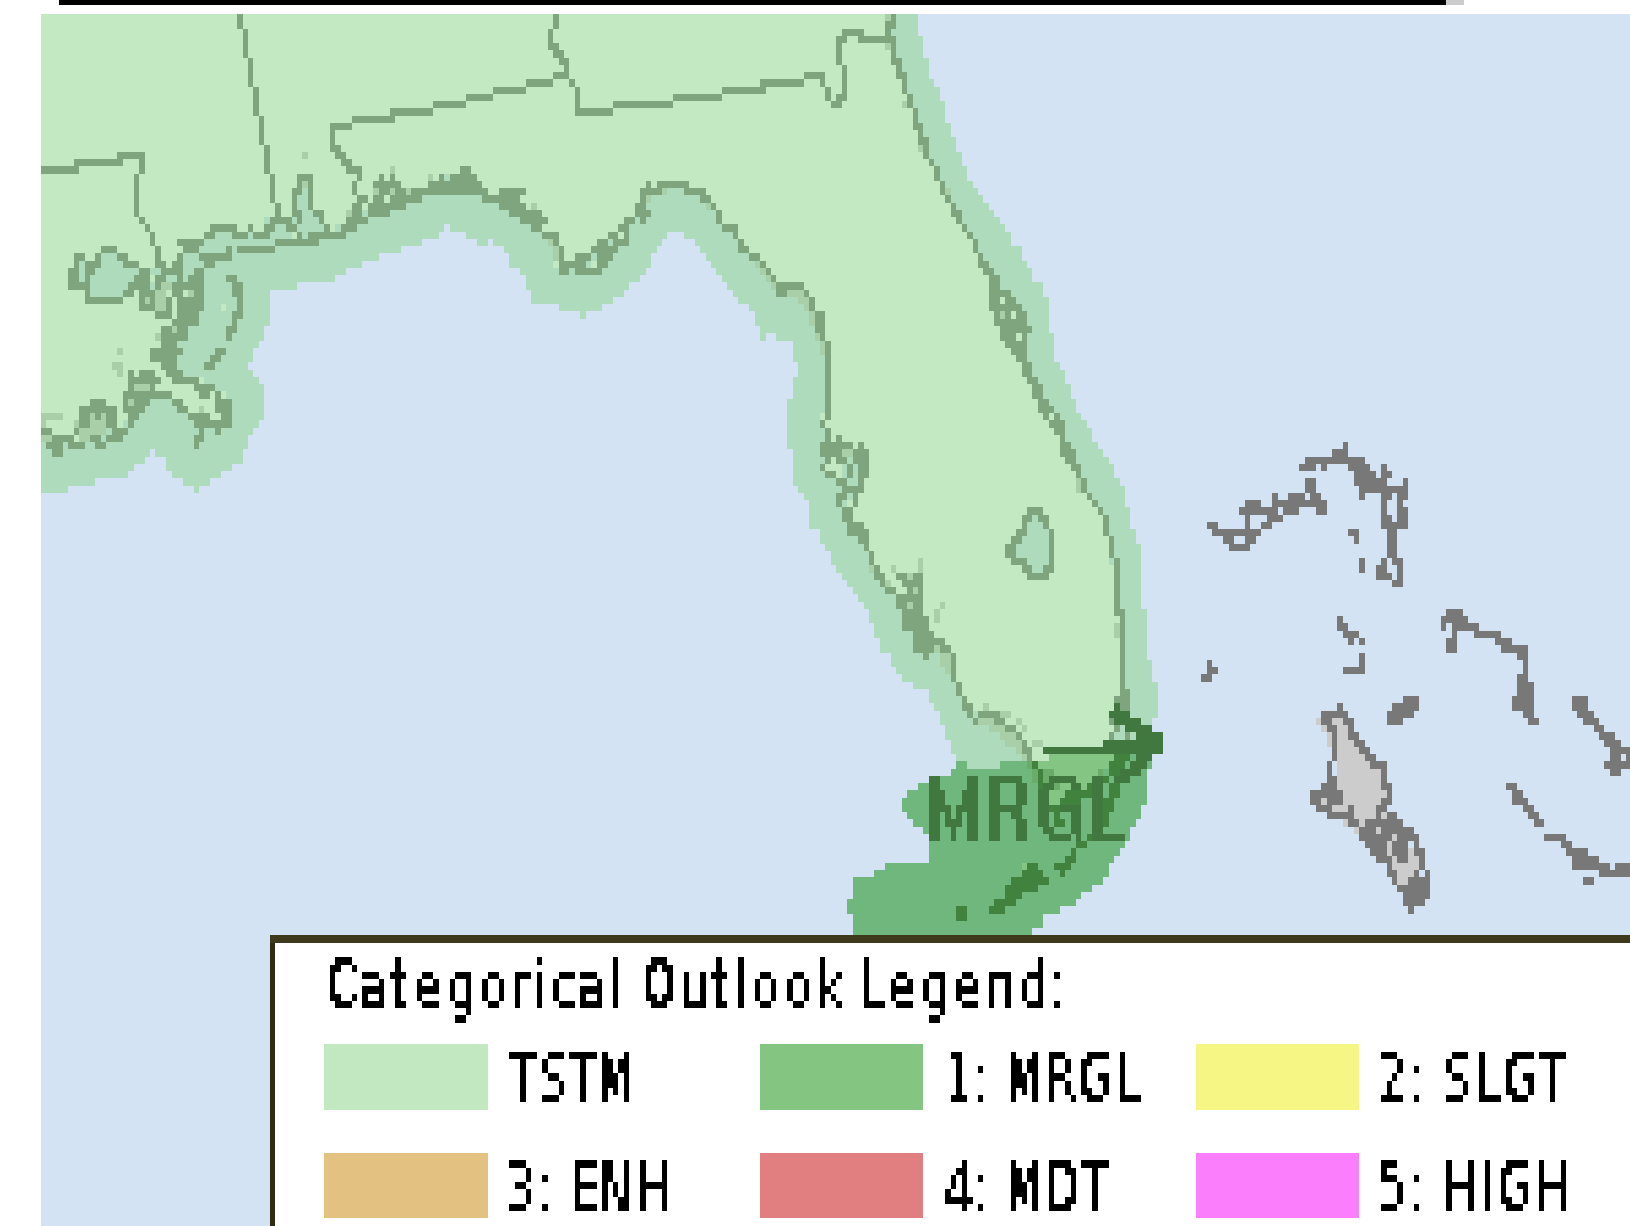 MRGL
Categorical Outlook Legend:
TSTM 1: MRGL 2: SLGT
3: ENH 4: MDT 5: HIGH